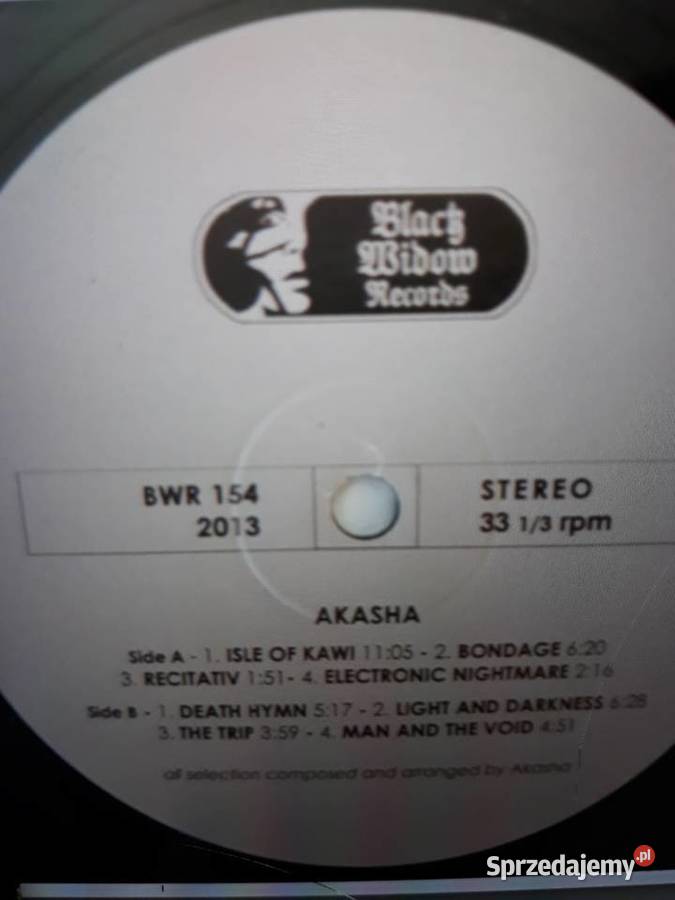 Black
Widow
Records
BWR 154
2013
STEREO
33 1/3 rpm
AKASHA
Side A - 1. ISLE OF KAWI 11:05 - 2. BONDAGE 6:20
3. RECITATIV 1:51 - 4. ELECTRONIC NIGHTMARE 2:16
Side B - 1. DEATH HYMN 5:17 - 2. LIGHT AND DARKNESS 6:28
3. THE TRIP 3:59 - 4. MAN AND THE VOID 4:51
all selection composed and arranged by Akasha
Sprzedajemy.pl